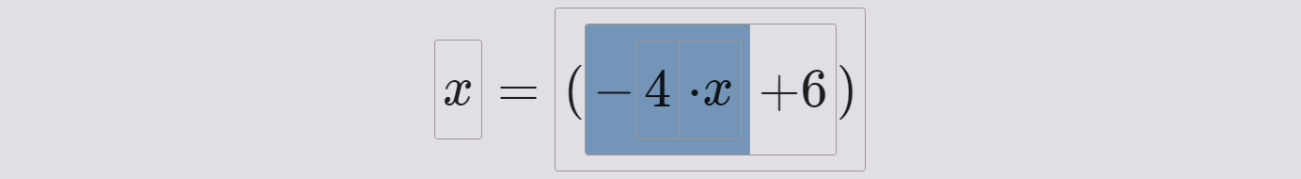 x = (−4 ·x +6)